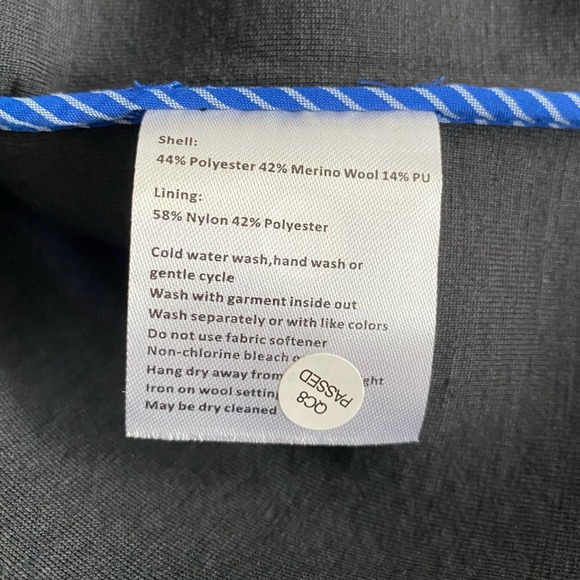 Shell:
44% Polyester 42% Merino Wool 14% PU
Lining:
58% Nylon 42% Polyester
Cold water wash,hand wash or
gentle cycle
Wash with garment inside out
Wash separately or with like colors
Do not use fabric softener
Non-chlorine bleach
Hang dry away from
Iron on wool
May be dry cleaned
QC8
PASSED